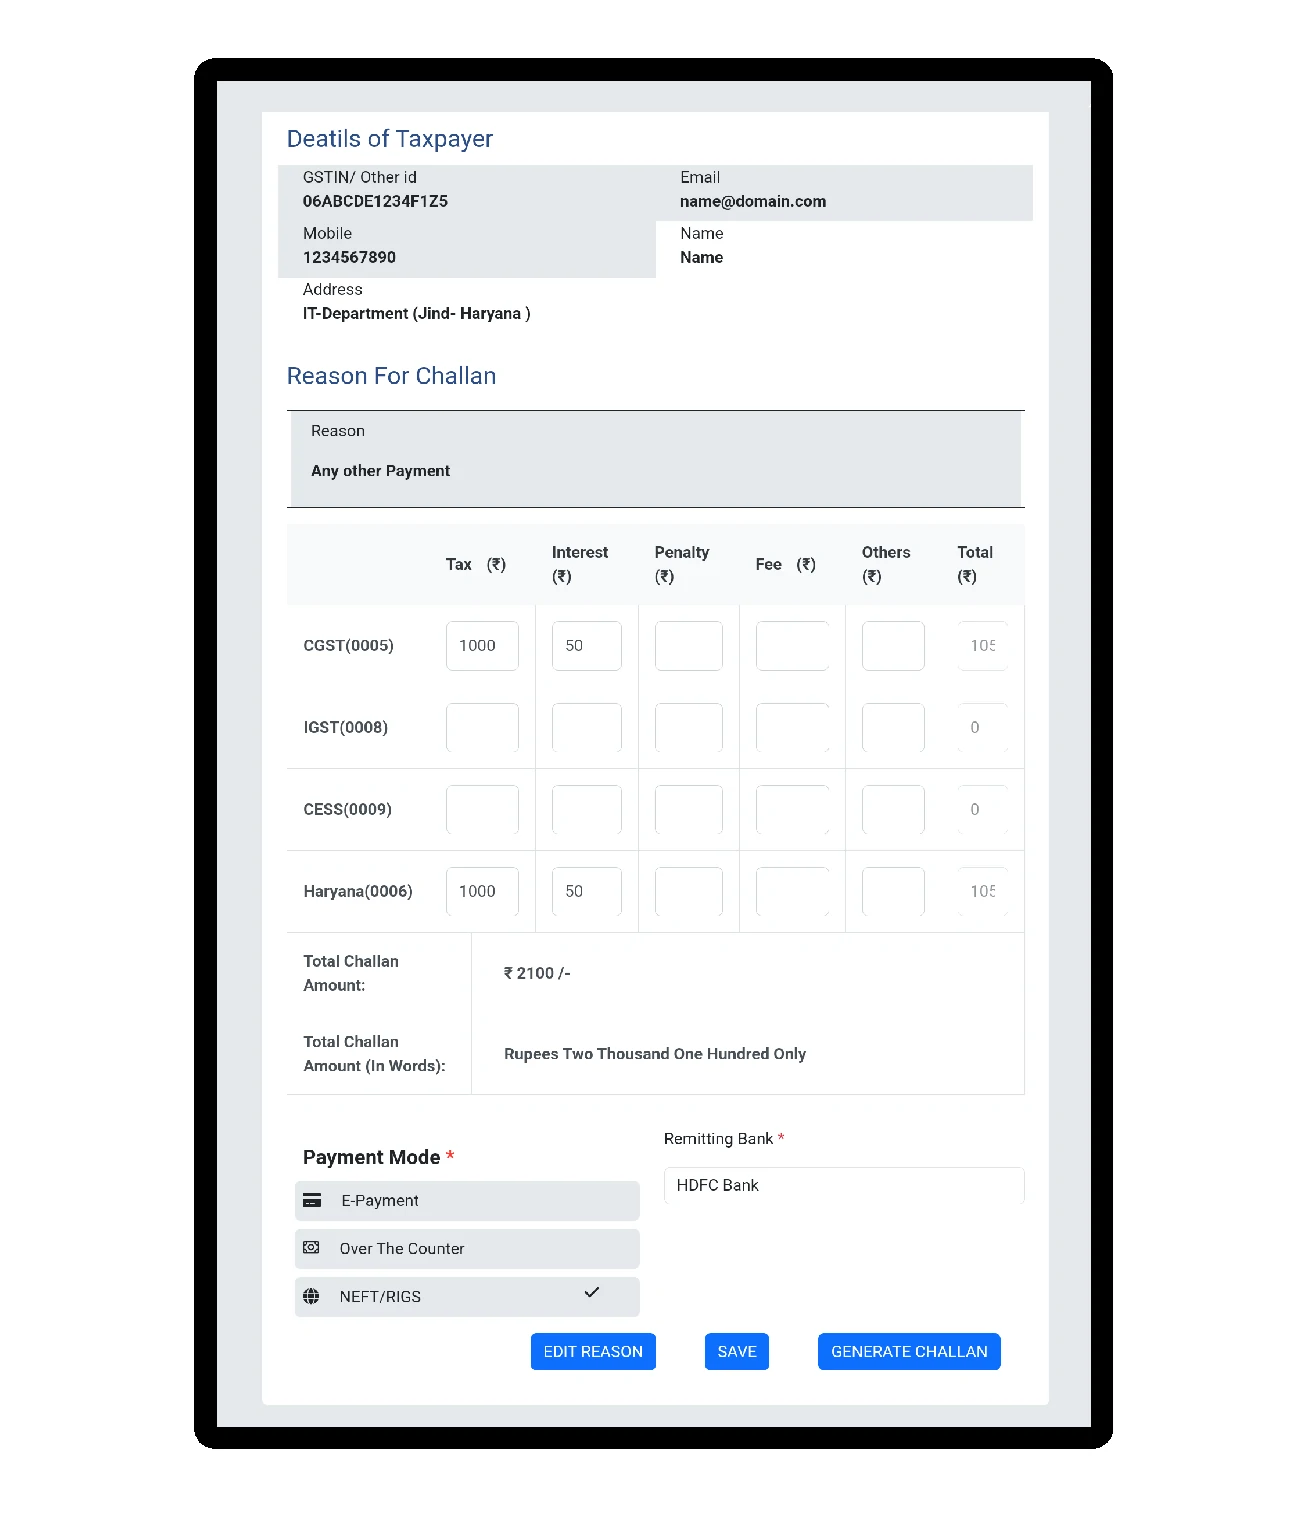 Deatils of Taxpayer
GSTIN/ Other id
06ABCDE1234F1Z5
Email
name@domain.com
Mobile
1234567890
Name
Name
Address
IT-Department (Jind- Haryana )
Reason For Challan
Reason
Any other Payment
Tax (₹) Interest (₹) Penalty (₹) Fee (₹) Others (₹) Total (₹)
CGST(0005) 1000 50 105
IGST(0008) 0
CESS(0009) 0
Haryana(0006) 1000 50 105
Total Challan
Amount:
₹ 2100 /-
Total Challan
Amount (In Words):
Rupees Two Thousand One Hundred Only
Payment Mode *
E-Payment
Over The Counter
NEFT/RIGS
Remitting Bank *
HDFC Bank
EDIT REASON SAVE GENERATE CHALLAN